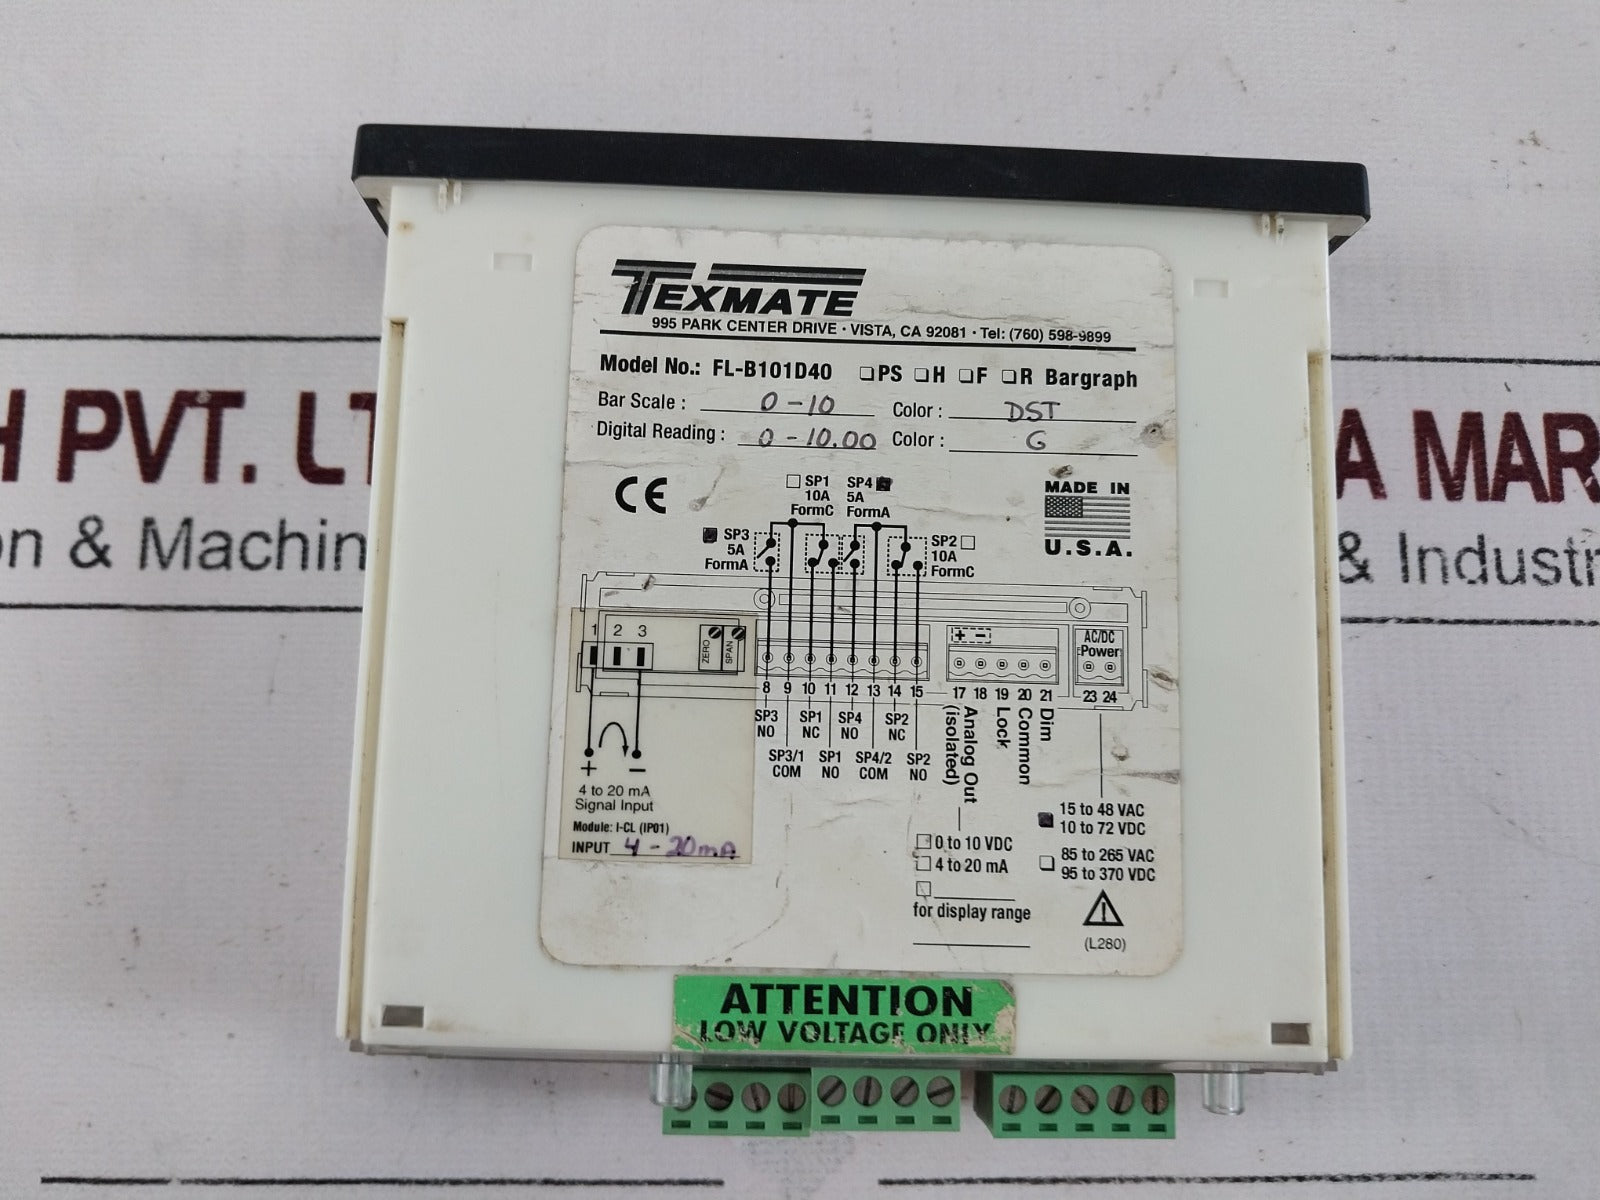 TEXMATE
995 PARK CENTER DRIVE · VISTA, CA 92081 · Tel: (760) 598-9899
Model No.: FL-B101D40 PS H F R Bargraph
Bar Scale : 0-10 Color : DST
Digital Reading : 0-10.00 Color : G
CE
SP1 10A FormC
SP4 5A FormA
SP3 5A FormA
SP2 10A FormC
MADE IN
U.S.A.
H PVT. LT
A MAR
on & Machin
& Industr
1 2 3
ZERO
SPAN
+ −
AC/DC
Power
8 9 10 11 12 13 14 15
17 18 19 20 21
23 24
SP3 NO
SP3/1 COM
SP1 NC
SP1 NO
SP4 NO
SP4/2 COM
SP2 NC
SP2 NO
Analog Out
(isolated)
Lock
Common
Dim
+ −
4 to 20 mA
Signal Input
Module: I-CL (IP01)
INPUT 4-20mA
15 to 48 VAC
10 to 72 VDC
85 to 265 VAC
95 to 370 VDC
0 to 10 VDC
4 to 20 mA
for display range
(L280)
ATTENTION
LOW VOLTAGE ONLY